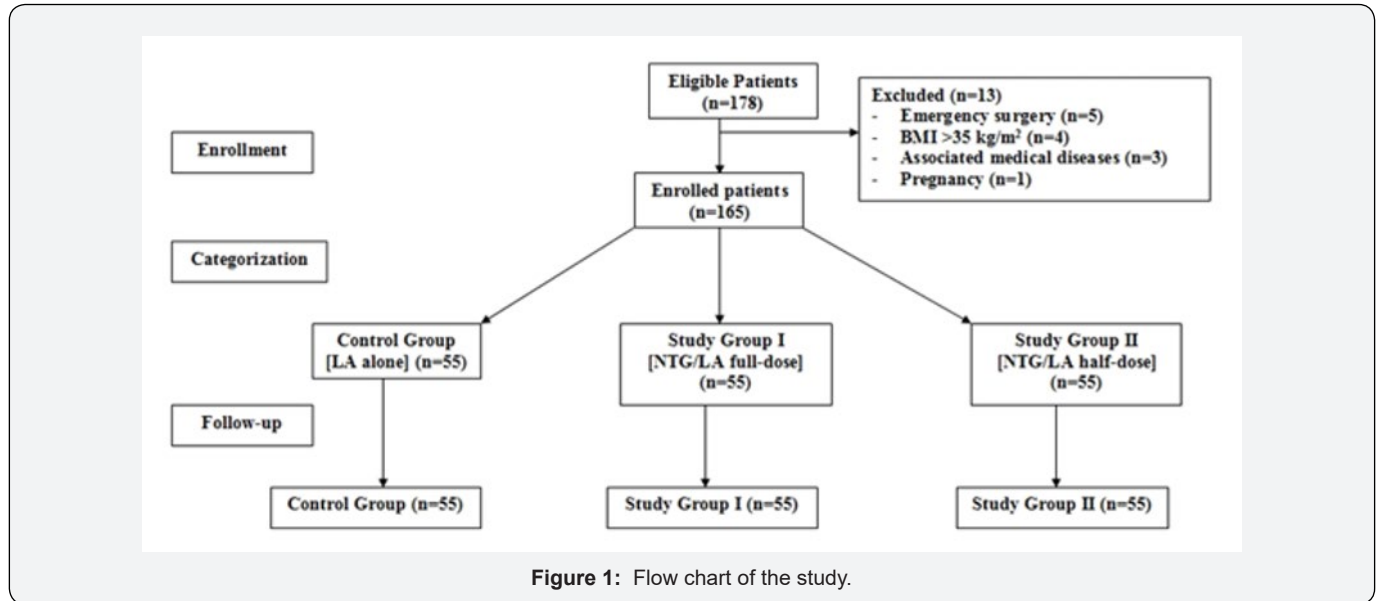 Eligible Patients
(n=178)
Excluded (n=13)
- Emergency surgery (n=5)
- BMI >35 kg/m²  (n=4)
- Associated medical diseases (n=3)
- Pregnancy (n=1)
Enrollment
Enrolled patients
(n=165)
Categorization
Control Group
[LA alone] (n=55)
Study Group I
[NTG/LA full-dose]
(n=55)
Study Group II
[NTG/LA half-dose]
(n=55)
Follow-up
Control Group (n=55)
Study Group I (n=55)
Study Group II (n=55)
Figure 1: Flow chart of the study.